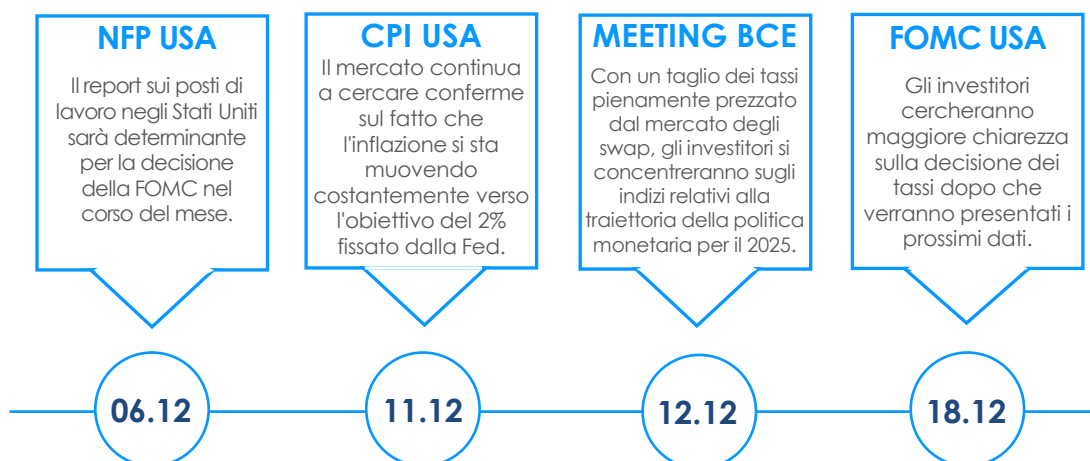 NFP USA
Il report sui posti di
lavoro negli Stati Uniti
sarà determinante
per la decisione
della FOMC nel
corso del mese.
CPI USA
Il mercato continua
a cercare conferme
sul fatto che
l'inflazione si sta
muovendo
costantemente verso
l'obiettivo del 2%
fissato dalla Fed.
MEETING BCE
Con un taglio dei tassi
pienamente prezzato
dal mercato degli
swap, gli investitori si
concentreranno sugli
indizi relativi alla
traiettoria della politica
monetaria per il 2025.
FOMC USA
Gli investitori
cercheranno
maggiore chiarezza
sulla decisione dei
tassi dopo che
verranno presentati i
prossimi dati.
06.12
11.12
12.12
18.12